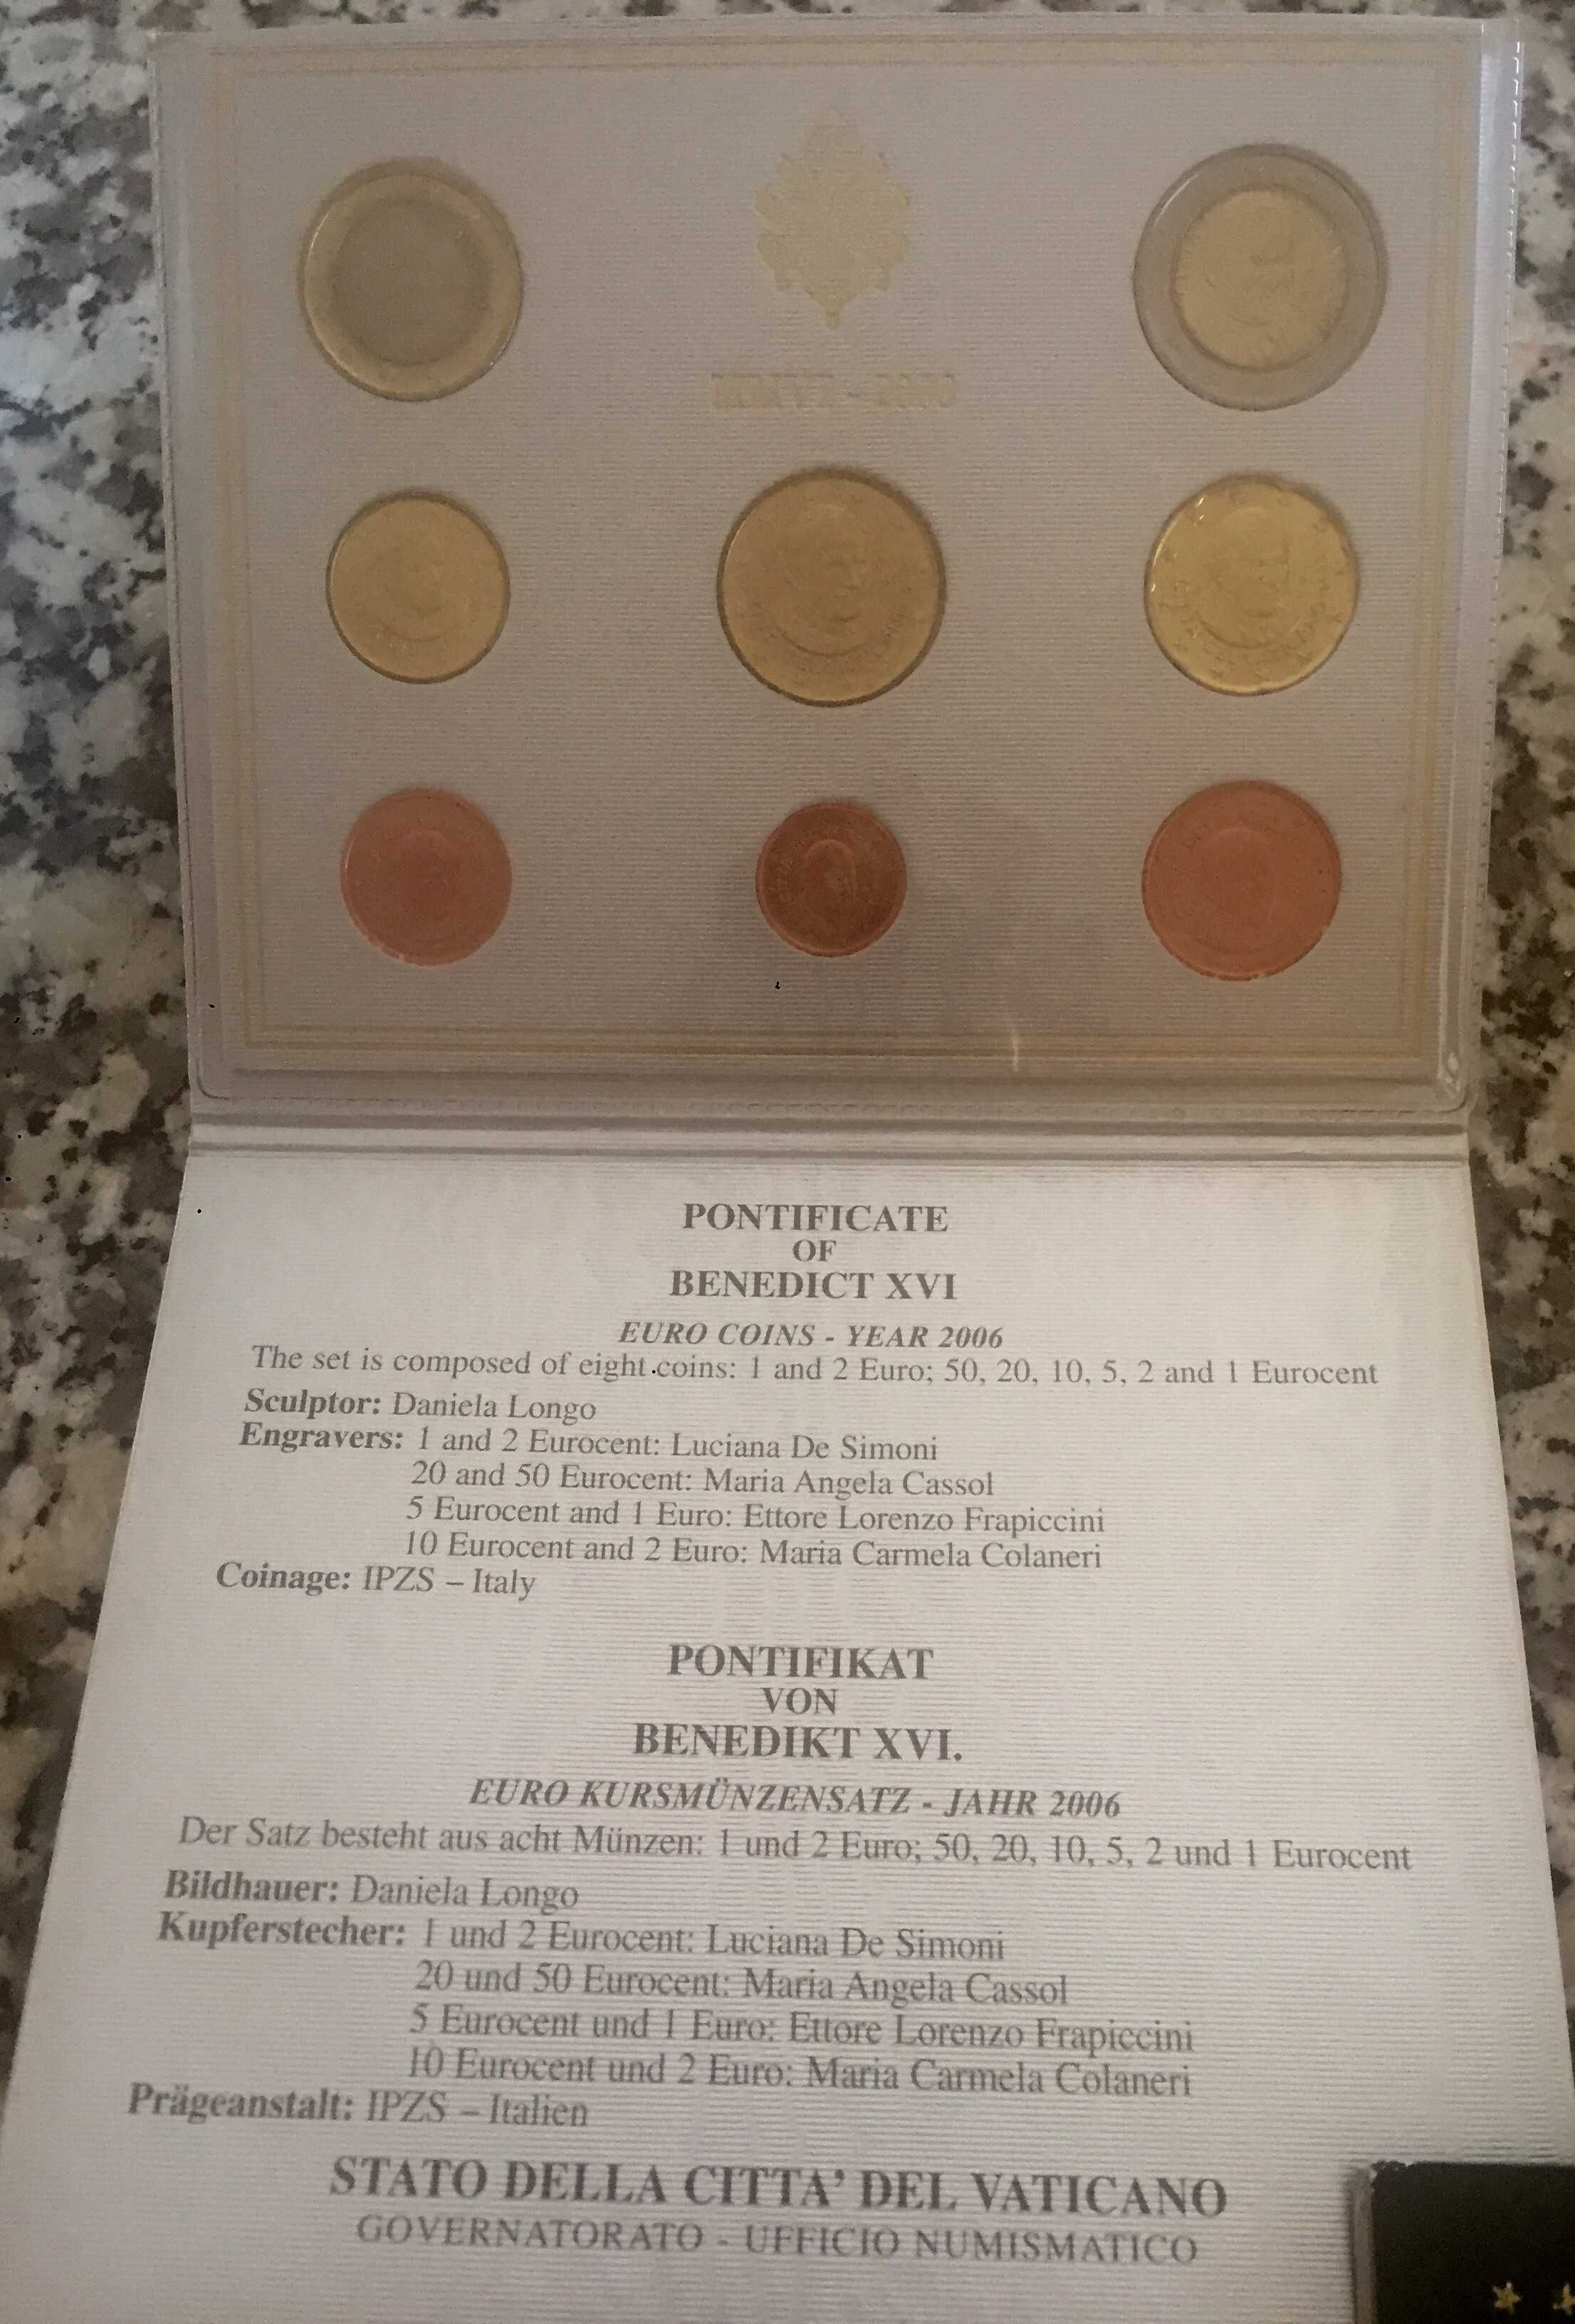 PONTIFICATE
OF
BENEDICT XVI
EURO COINS - YEAR 2006
The set is composed of eight coins: 1 and 2 Euro; 50, 20, 10, 5, 2 and 1 Eurocent
Sculptor: Daniela Longo
Engravers: 1 and 2 Eurocent: Luciana De Simoni
20 and 50 Eurocent: Maria Angela Cassol
5 Eurocent and 1 Euro: Ettore Lorenzo Frapiccini
10 Eurocent and 2 Euro: Maria Carmela Colaneri
Coinage: IPZS – Italy
PONTIFIKAT
VON
BENEDIKT XVI.
EURO KURSMÜNZENSATZ - JAHR 2006
Der Satz besteht aus acht Münzen: 1 und 2 Euro; 50, 20, 10, 5, 2 und 1 Eurocent
Bildhauer: Daniela Longo
Kupferstecher: 1 und 2 Eurocent: Luciana De Simoni
20 und 50 Eurocent: Maria Angela Cassol
5 Eurocent und 1 Euro: Ettore Lorenzo Frapiccini
10 Eurocent und 2 Euro: Maria Carmela Colaneri
Prägeanstalt: IPZS – Italien
STATO DELLA CITTA' DEL VATICANO
GOVERNATORATO - UFFICIO NUMISMATICO